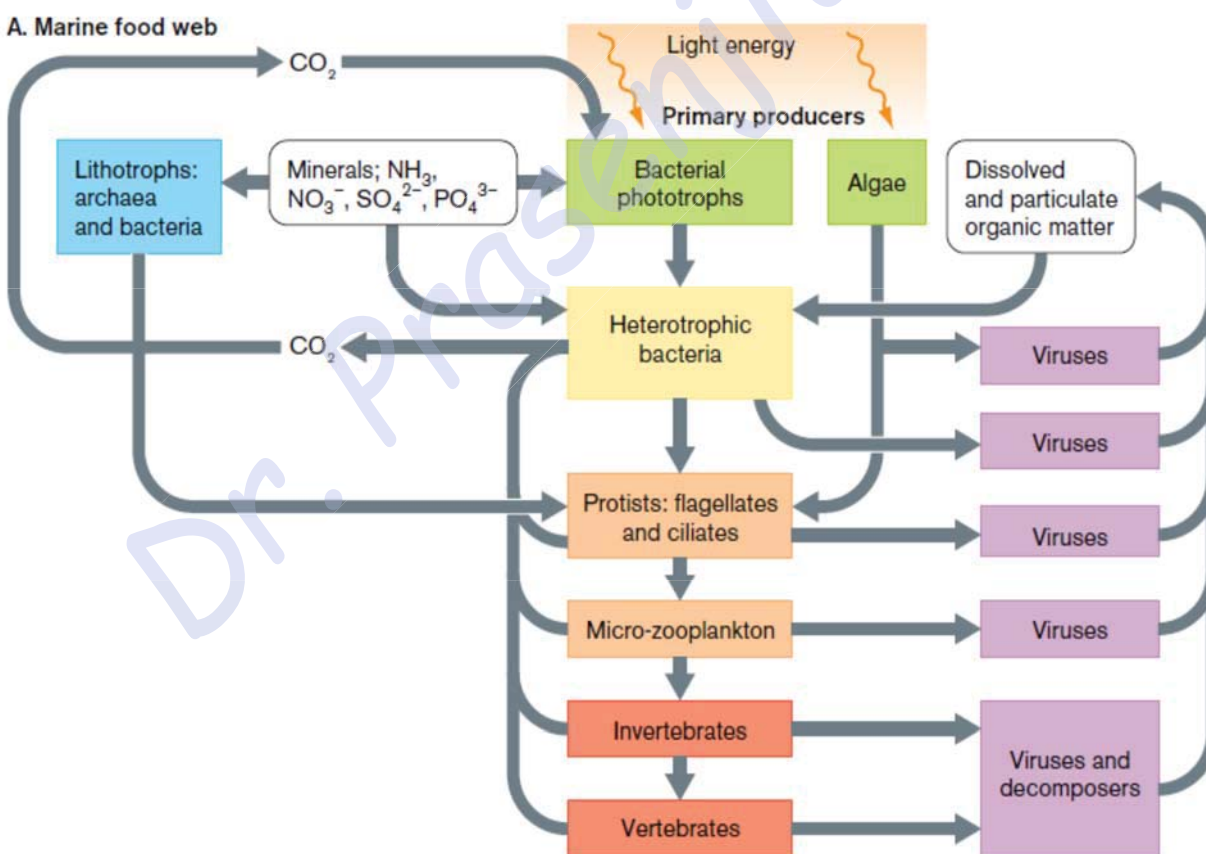 A. Marine food web
CO₂
Light energy
Primary producers
Lithotrophs:
archaea
and bacteria
Minerals; NH₃,
NO₃⁻, SO₄²⁻, PO₄³⁻
Bacterial
phototrophs
Algae
Dissolved
and particulate
organic matter
CO₂
Heterotrophic
bacteria
Viruses
Viruses
Protists: flagellates
and ciliates
Viruses
Micro-zooplankton
Viruses
Invertebrates
Viruses and
decomposers
Vertebrates
Dr. Prasenj